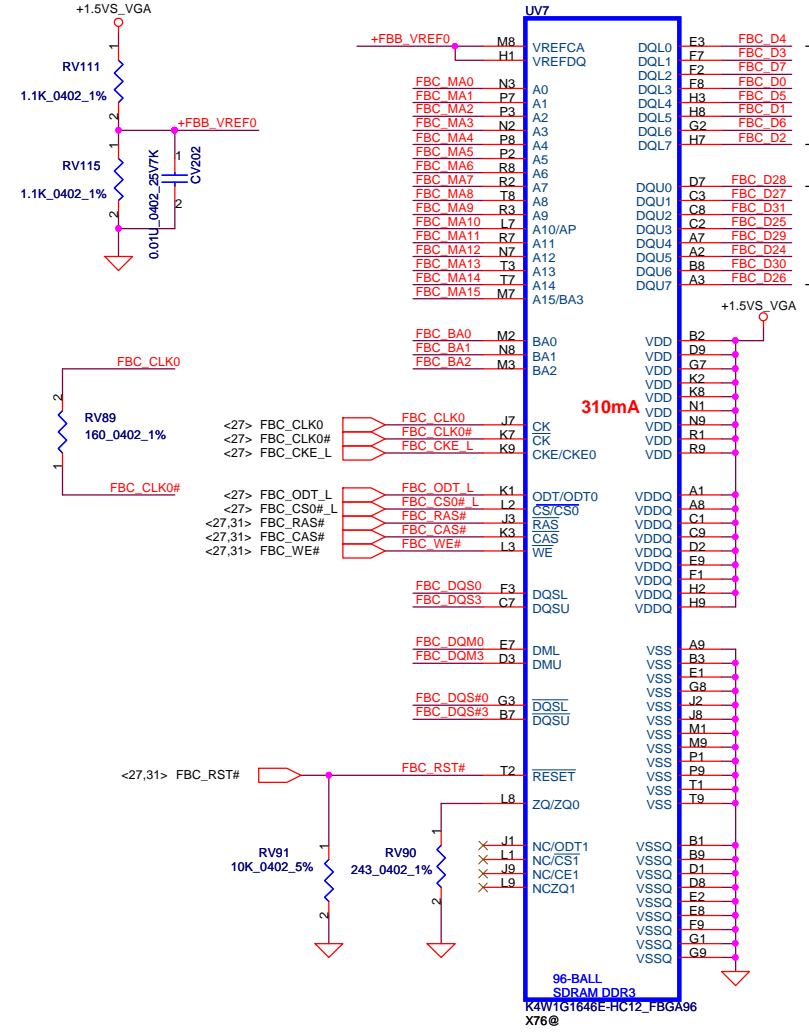 +1.5VS_VGA
1
RV111
1.1K_0402_1%
2
+FBB_VREF0
1
RV115
1.1K_0402_1%
2
1
CV202
0.01U_0402_25V7K
2
FBC_CLK0
2
RV89
160_0402_1%
1
FBC_CLK0#
UV7
+FBB_VREF0 M8 VREFCA
H1 VREFDQ
FBC_MA0 N3 A0
FBC_MA1 P7 A1
FBC_MA2 P3 A2
FBC_MA3 N2 A3
FBC_MA4 P8 A4
FBC_MA5 P2 A5
FBC_MA6 R8 A6
FBC_MA7 R2 A7
FBC_MA8 T8 A8
FBC_MA9 R3 A9
FBC_MA10 L7 A10/AP
FBC_MA11 R7 A11
FBC_MA12 N7 A12
FBC_MA13 T3 A13
FBC_MA14 T7 A14
FBC_MA15 M7 A15/BA3
FBC_BA0 M2 BA0
FBC_BA1 N8 BA1
FBC_BA2 M3 BA2
<27> FBC_CLK0 FBC_CLK0 J7 CK
<27> FBC_CLK0# FBC_CLK0# K7 CK
<27> FBC_CKE_L FBC_CKE_L K9 CKE/CKE0
<27> FBC_ODT_L FBC_ODT_L K1 ODT/ODT0
<27> FBC_CS0#_L FBC_CS0#_L L2 CS/CS0
<27,31> FBC_RAS# FBC_RAS# J3 RAS
<27,31> FBC_CAS# FBC_CAS# K3 CAS
<27,31> FBC_WE# FBC_WE# L3 WE
FBC_DQS0 F3 DQSL
FBC_DQS3 C7 DQSU
FBC_DQM0 E7 DML
FBC_DQM3 D3 DMU
FBC_DQS#0 G3 DQSL
FBC_DQS#3 B7 DQSU
<27,31> FBC_RST# FBC_RST# T2 RESET
L8 ZQ/ZQ0
1
RV91
10K_0402_5%
2
1
RV90
243_0402_1%
2
J1 NC/ODT1
L1 NC/CS1
J9 NC/CE1
L9 NCZQ1
DQL0 E3 FBC_D4
DQL1 F7 FBC_D3
DQL2 F2 FBC_D7
DQL3 F8 FBC_D0
DQL4 H3 FBC_D5
DQL5 H8 FBC_D1
DQL6 G2 FBC_D6
DQL7 H7 FBC_D2
DQU0 D7 FBC_D28
DQU1 C3 FBC_D27
DQU2 C8 FBC_D31
DQU3 C2 FBC_D25
DQU4 A7 FBC_D29
DQU5 A2 FBC_D24
DQU6 B8 FBC_D30
DQU7 A3 FBC_D26
+1.5VS_VGA
310mA
VDD B2
VDD D9
VDD G7
VDD K2
VDD K8
VDD N1
VDD N9
VDD R1
VDD R9
VDDQ A1
VDDQ A8
VDDQ C1
VDDQ C9
VDDQ D2
VDDQ E9
VDDQ F1
VDDQ H2
VDDQ H9
VSS A9
VSS B3
VSS E1
VSS G8
VSS J2
VSS J8
VSS M1
VSS M9
VSS P1
VSS P9
VSS T1
VSS T9
VSSQ B1
VSSQ B9
VSSQ D1
VSSQ D8
VSSQ E2
VSSQ E8
VSSQ F9
VSSQ G1
VSSQ G9
96-BALL
SDRAM DDR3
K4W1G1646E-HC12_FBGA96
X76@